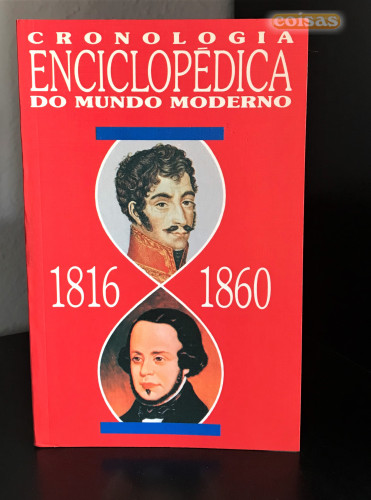 coisas
CRONOLOGIA
ENCICLOPÉDICA
DO MUNDO MODERNO
1816 1860